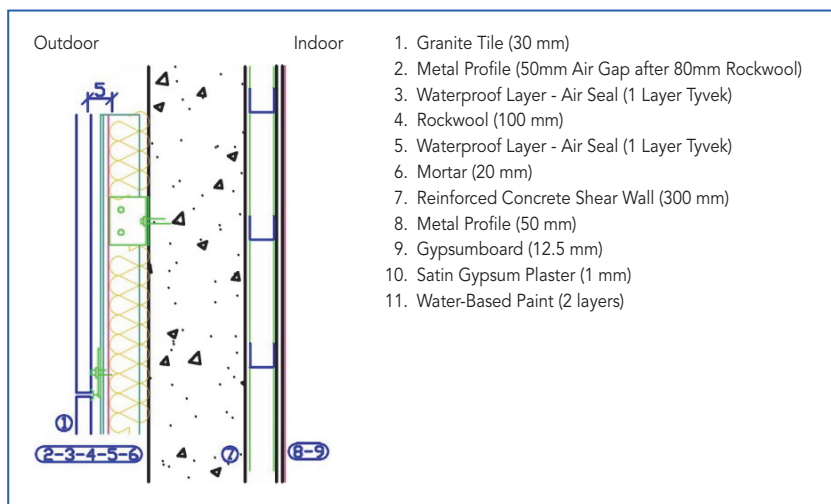 Outdoor
Indoor
5
1
2-3-4-5-6
7
8-9
1. Granite Tile (30 mm)
2. Metal Profile (50mm Air Gap after 80mm Rockwool)
3. Waterproof Layer - Air Seal (1 Layer Tyvek)
4. Rockwool (100 mm)
5. Waterproof Layer - Air Seal (1 Layer Tyvek)
6. Mortar (20 mm)
7. Reinforced Concrete Shear Wall (300 mm)
8. Metal Profile (50 mm)
9. Gypsumboard (12.5 mm)
10. Satin Gypsum Plaster (1 mm)
11. Water-Based Paint (2 layers)